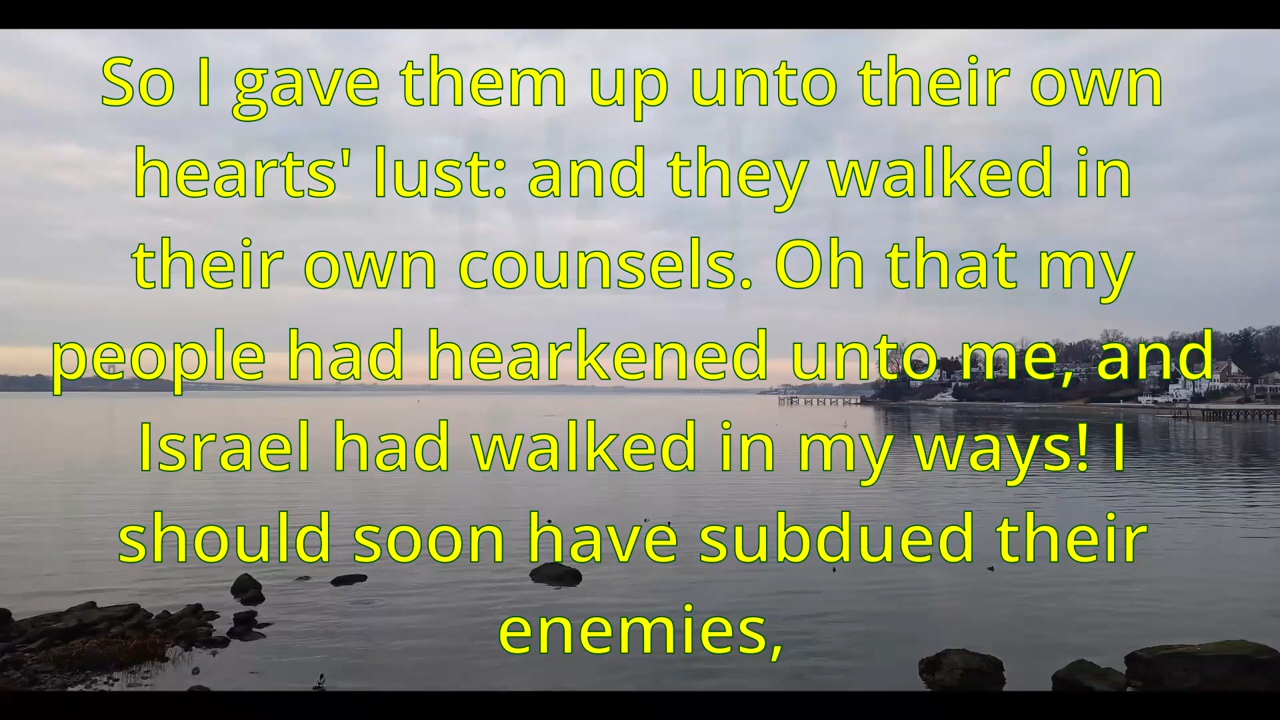 So I gave them up unto their own
hearts' lust: and they walked in
their own counsels. Oh that my
people had hearkened unto me, and
Israel had walked in my ways! I
should soon have subdued their
enemies,